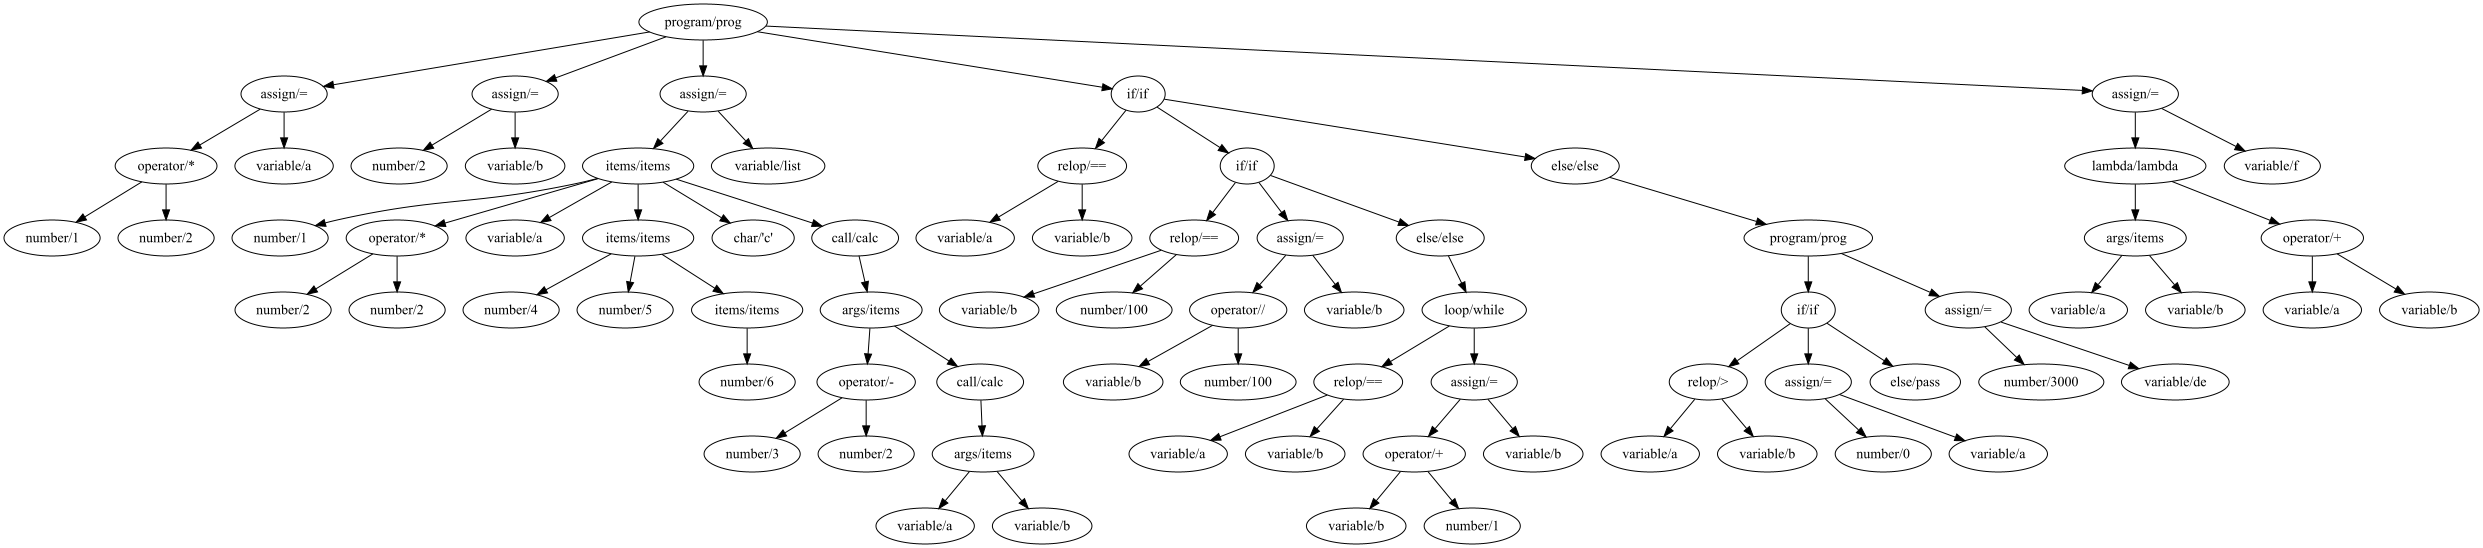 program/prog
assign/= assign/= assign/= if/if assign/=
operator/* variable/a number/2 variable/b items/items variable/list relop/== if/if else/else lambda/lambda variable/f
number/1 number/2 number/1 operator/* variable/a items/items char/'c' call/calc variable/a variable/b relop/== assign/= else/else program/prog args/items operator/+
number/2 number/2 number/4 number/5 items/items args/items variable/b number/100 operator// variable/b loop/while if/if assign/= variable/a variable/b variable/a variable/b
number/6 operator/- call/calc variable/b number/100 relop/== assign/= relop/> assign/= else/pass number/3000 variable/de
number/3 number/2 args/items variable/a variable/b operator/+ variable/b variable/a variable/b number/0 variable/a
variable/a variable/b variable/b number/1